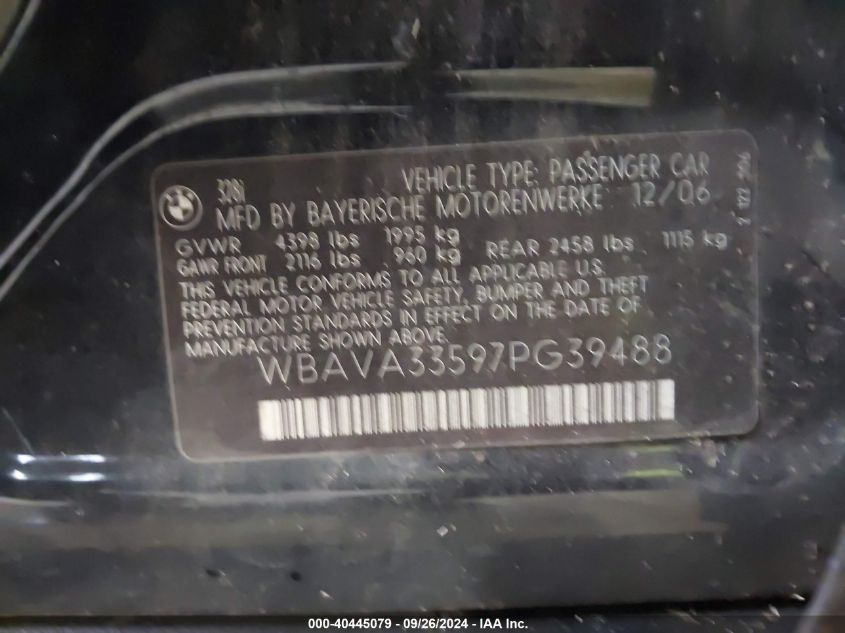 BMW
328i
VEHICLE TYPE: PASSENGER CAR
MFD BY BAYERISCHE MOTORENWERKE 12/06
GVWR 4398 lbs 1995 kg
GAWR FRONT 2116 lbs 960 kg REAR 2458 lbs 1115 kg
THIS VEHICLE CONFORMS TO ALL APPLICABLE U.S.
FEDERAL MOTOR VEHICLE SAFETY, BUMPER AND THEFT
PREVENTION STANDARDS IN EFFECT ON THE DATE OF
MANUFACTURE SHOWN ABOVE.
WBAVA33597PG39488
000-40445079 - 09/26/2024 - IAA Inc.